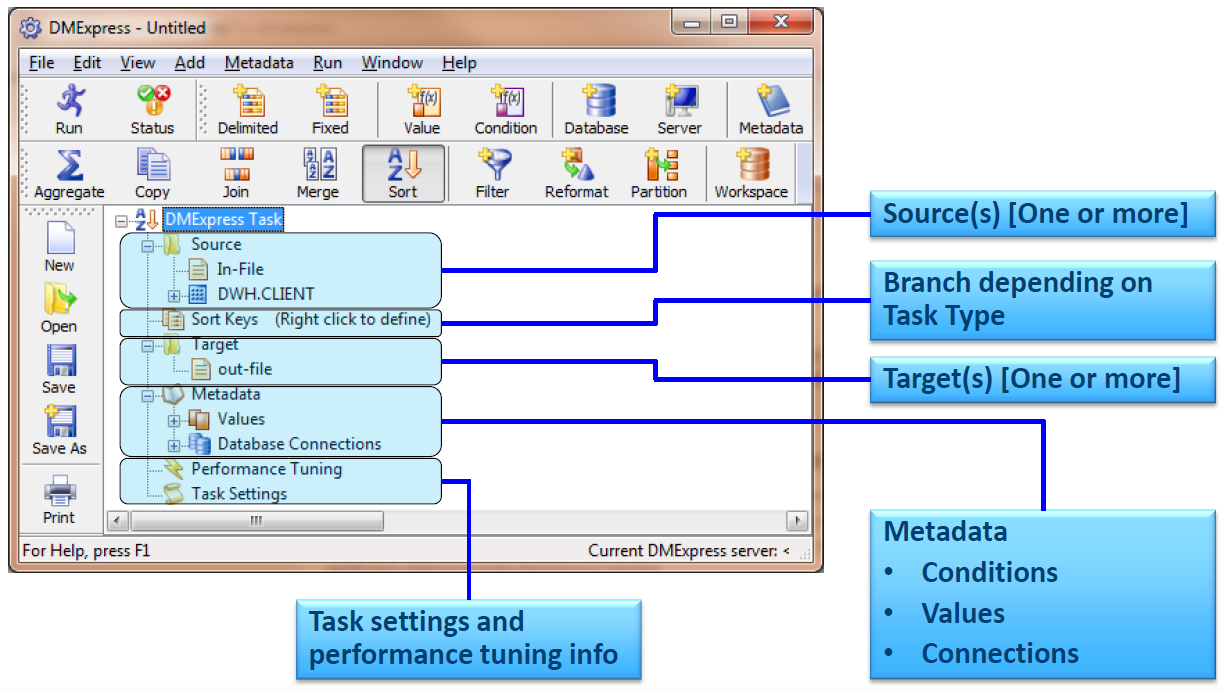 DMExpress - Untitled
File Edit View Add Metadata Run Window Help
Run Status Delimited Fixed Value Condition Database Server Metadata
Aggregate Copy Join Merge Sort Filter Reformat Partition Workspace
New
Open
Save
Save As
Print
DMExpress Task
Source
In-File
DWH.CLIENT
Sort Keys (Right click to define)
Target
out-file
Metadata
Values
Database Connections
Performance Tuning
Task Settings
For Help, press F1 Current DMExpress server: <
Source(s) [One or more]
Branch depending on
Task Type
Target(s) [One or more]
Metadata
• Conditions
• Values
• Connections
Task settings and
performance tuning info